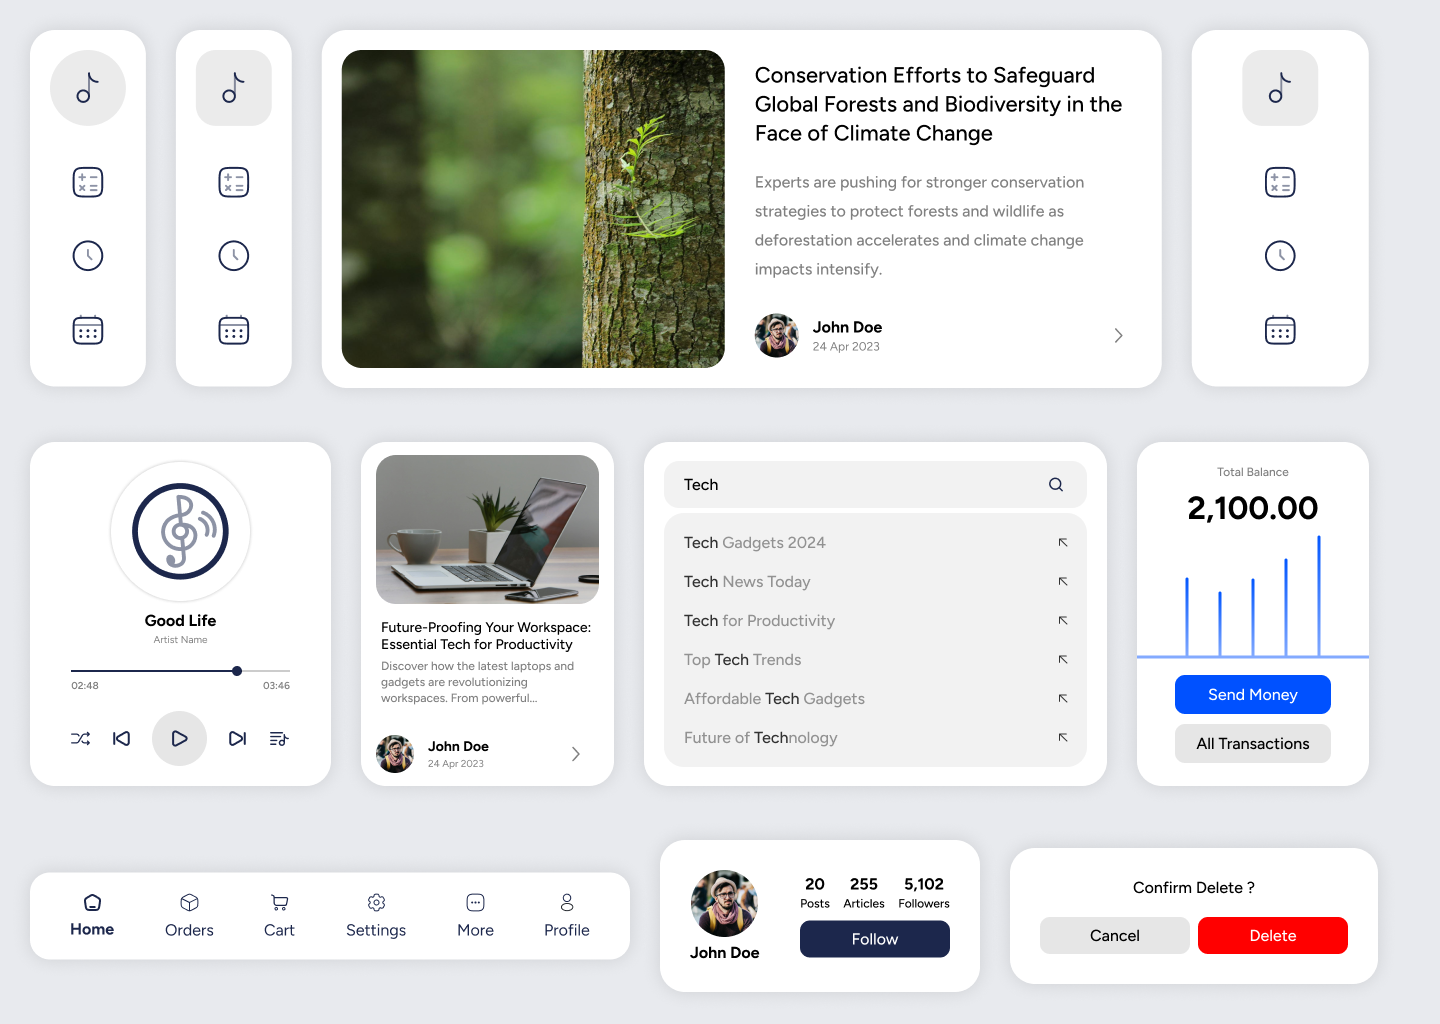 Conservation Efforts to Safeguard
Global Forests and Biodiversity in the
Face of Climate Change
Experts are pushing for stronger conservation
strategies to protect forests and wildlife as
deforestation accelerates and climate change
impacts intensify.
John Doe
24 Apr 2023
Good Life
Artist Name
02:48 03:46
Future-Proofing Your Workspace:
Essential Tech for Productivity
Discover how the latest laptops and
gadgets are revolutionizing
workspaces. From powerful...
John Doe
24 Apr 2023
Tech
Tech Gadgets 2024
Tech News Today
Tech for Productivity
Top Tech Trends
Affordable Tech Gadgets
Future of Technology
Total Balance
2,100.00
Send Money
All Transactions
Home Orders Cart Settings More Profile
20 255 5,102
Posts Articles Followers
Follow
John Doe
Confirm Delete ?
Cancel Delete